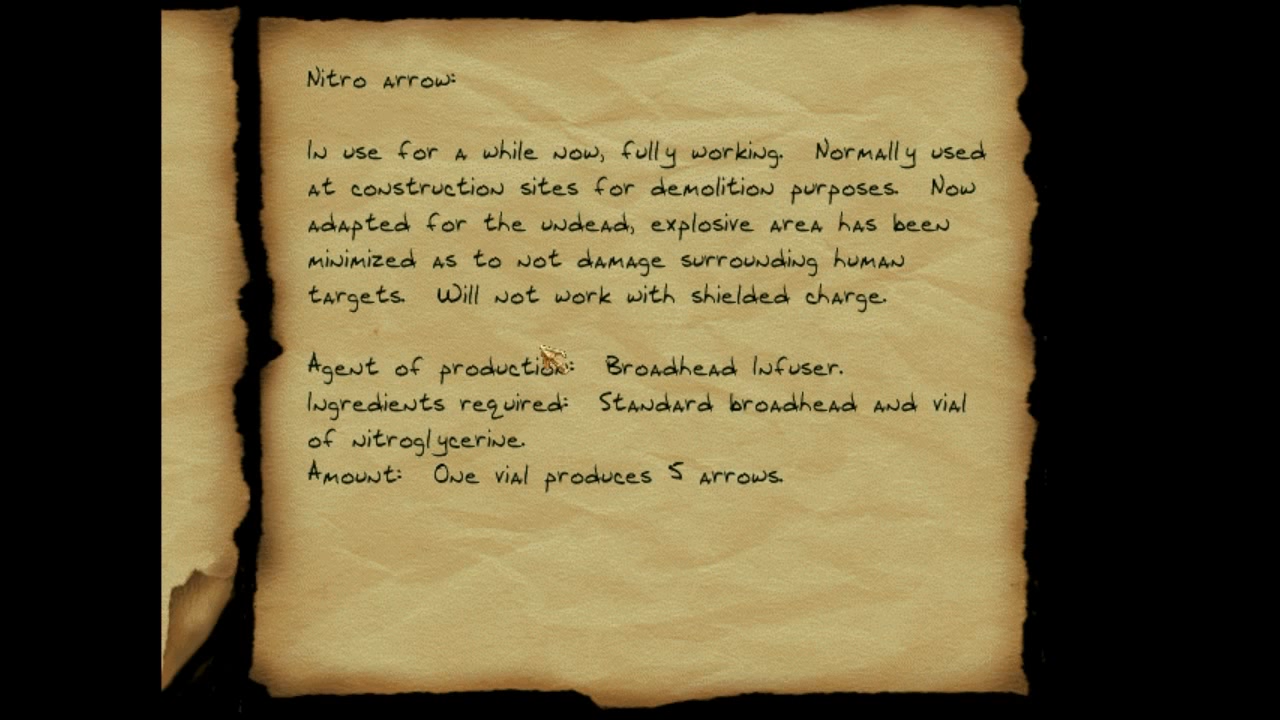 Nitro arrow:
In use for a while now, fully working. Normally used
at construction sites for demolition purposes. Now
adapted for the undead, explosive area has been
minimized as to not damage surrounding human
targets. Will not work with shielded charge.
Agent of production: Broadhead Infuser.
Ingredients required: Standard broadhead and vial
of nitroglycerine.
Amount: One vial produces 5 arrows.